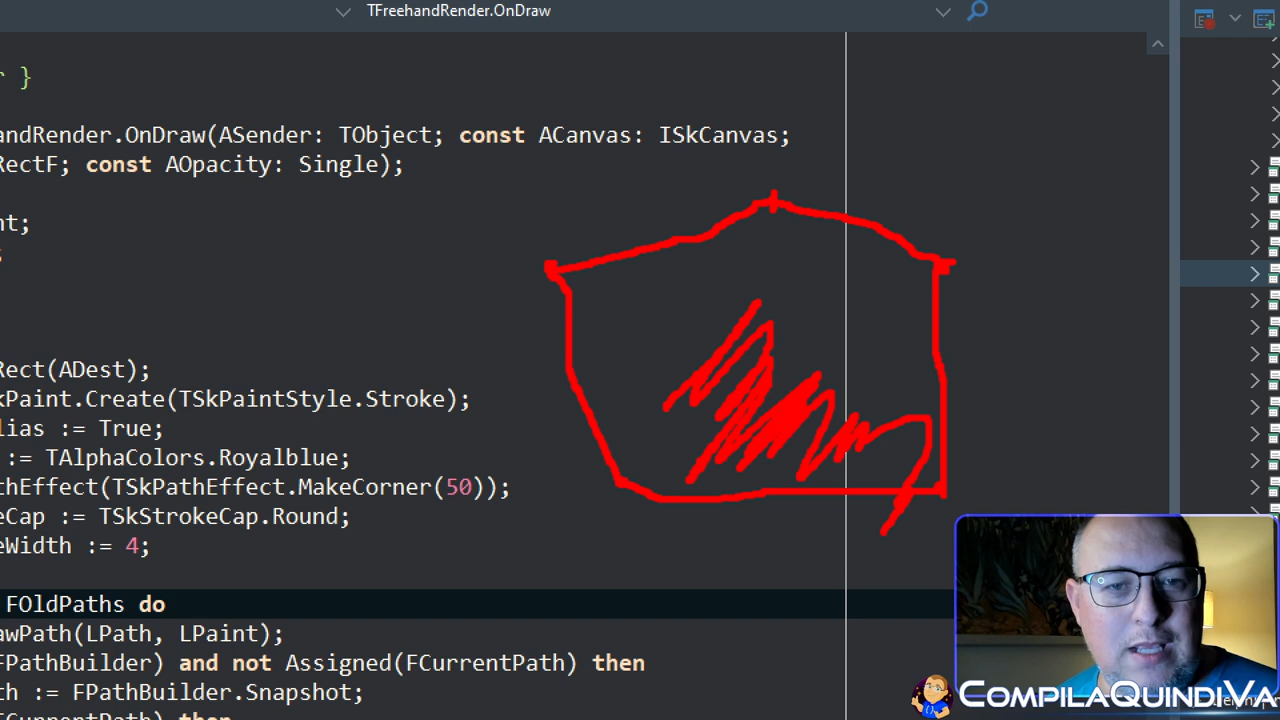 TFreehandRender.OnDraw
r }
andRender.OnDraw(ASender: TObject; const ACanvas: ISkCanvas;
RectF; const AOpacity: Single);
nt;
Rect(ADest);
kPaint.Create(TSkPaintStyle.Stroke);
lias := True;
:= TAlphaColors.Royalblue;
thEffect(TSkPathEffect.MakeCorner(50));
eCap := TSkStrokeCap.Round;
eWidth := 4;
FOldPaths do
awPath(LPath, LPaint);
FPathBuilder) and not Assigned(FCurrentPath) then
th := FPathBuilder.Snapshot;
FCurrentPath) then
COMPILAQUINDIVA